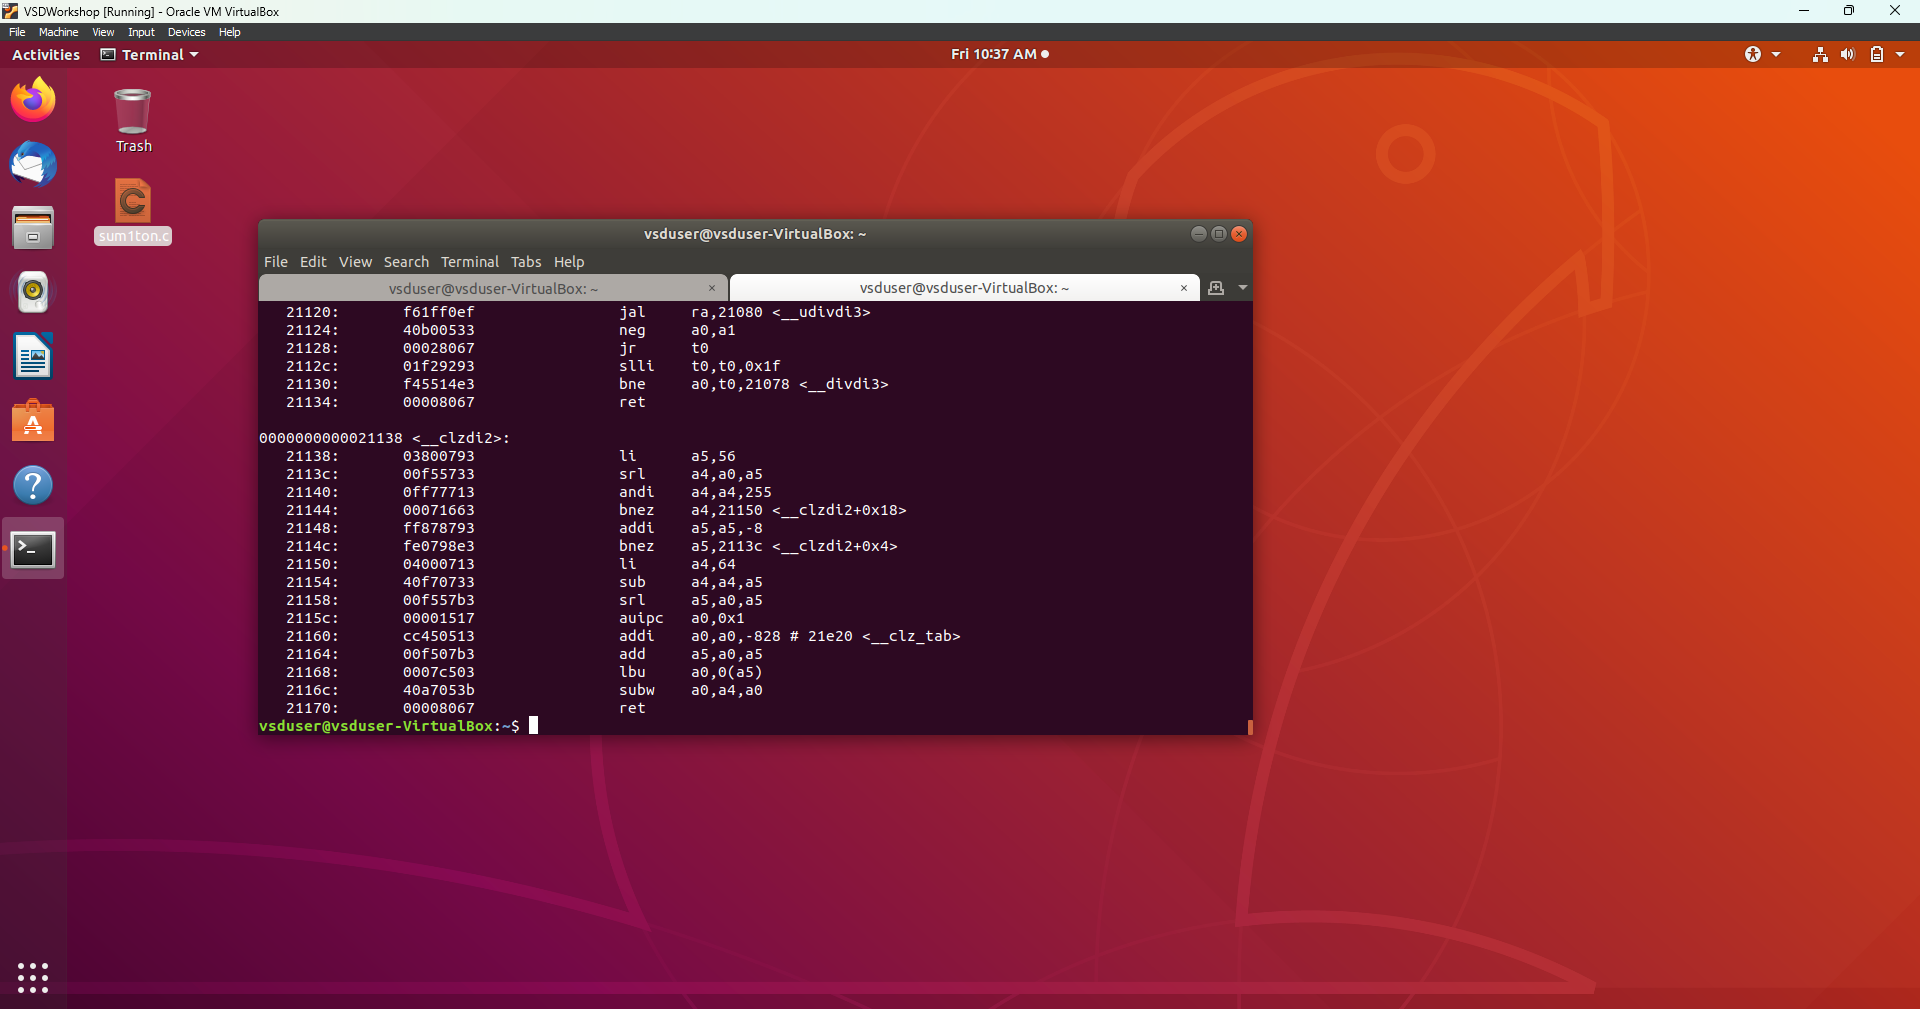 VSDWorkshop [Running] - Oracle VM VirtualBox
File Machine View Input Devices Help
Activities Terminal Fri 10:37 AM
Trash
sum1ton.c
vsduser@vsduser-VirtualBox: ~
File Edit View Search Terminal Tabs Help
vsduser@vsduser-VirtualBox: ~ × vsduser@vsduser-VirtualBox: ~ ×
21120: f61ff0ef jal ra,21080 <__udivdi3>
21124: 40b00533 neg a0,a1
21128: 00028067 jr t0
2112c: 01f29293 slli t0,t0,0x1f
21130: f45514e3 bne a0,t0,21078 <__divdi3>
21134: 00008067 ret
0000000000021138 <__clzdi2>:
21138: 03800793 li a5,56
2113c: 00f55733 srl a4,a0,a5
21140: 0ff77713 andi a4,a4,255
21144: 00071663 bnez a4,21150 <__clzdi2+0x18>
21148: ff878793 addi a5,a5,-8
2114c: fe0798e3 bnez a5,2113c <__clzdi2+0x4>
21150: 04000713 li a4,64
21154: 40f70733 sub a4,a4,a5
21158: 00f557b3 srl a5,a0,a5
2115c: 00001517 auipc a0,0x1
21160: cc450513 addi a0,a0,-828 # 21e20 <__clz_tab>
21164: 00f507b3 add a5,a0,a5
21168: 0007c503 lbu a0,0(a5)
2116c: 40a7053b subw a0,a4,a0
21170: 00008067 ret
vsduser@vsduser-VirtualBox:~$